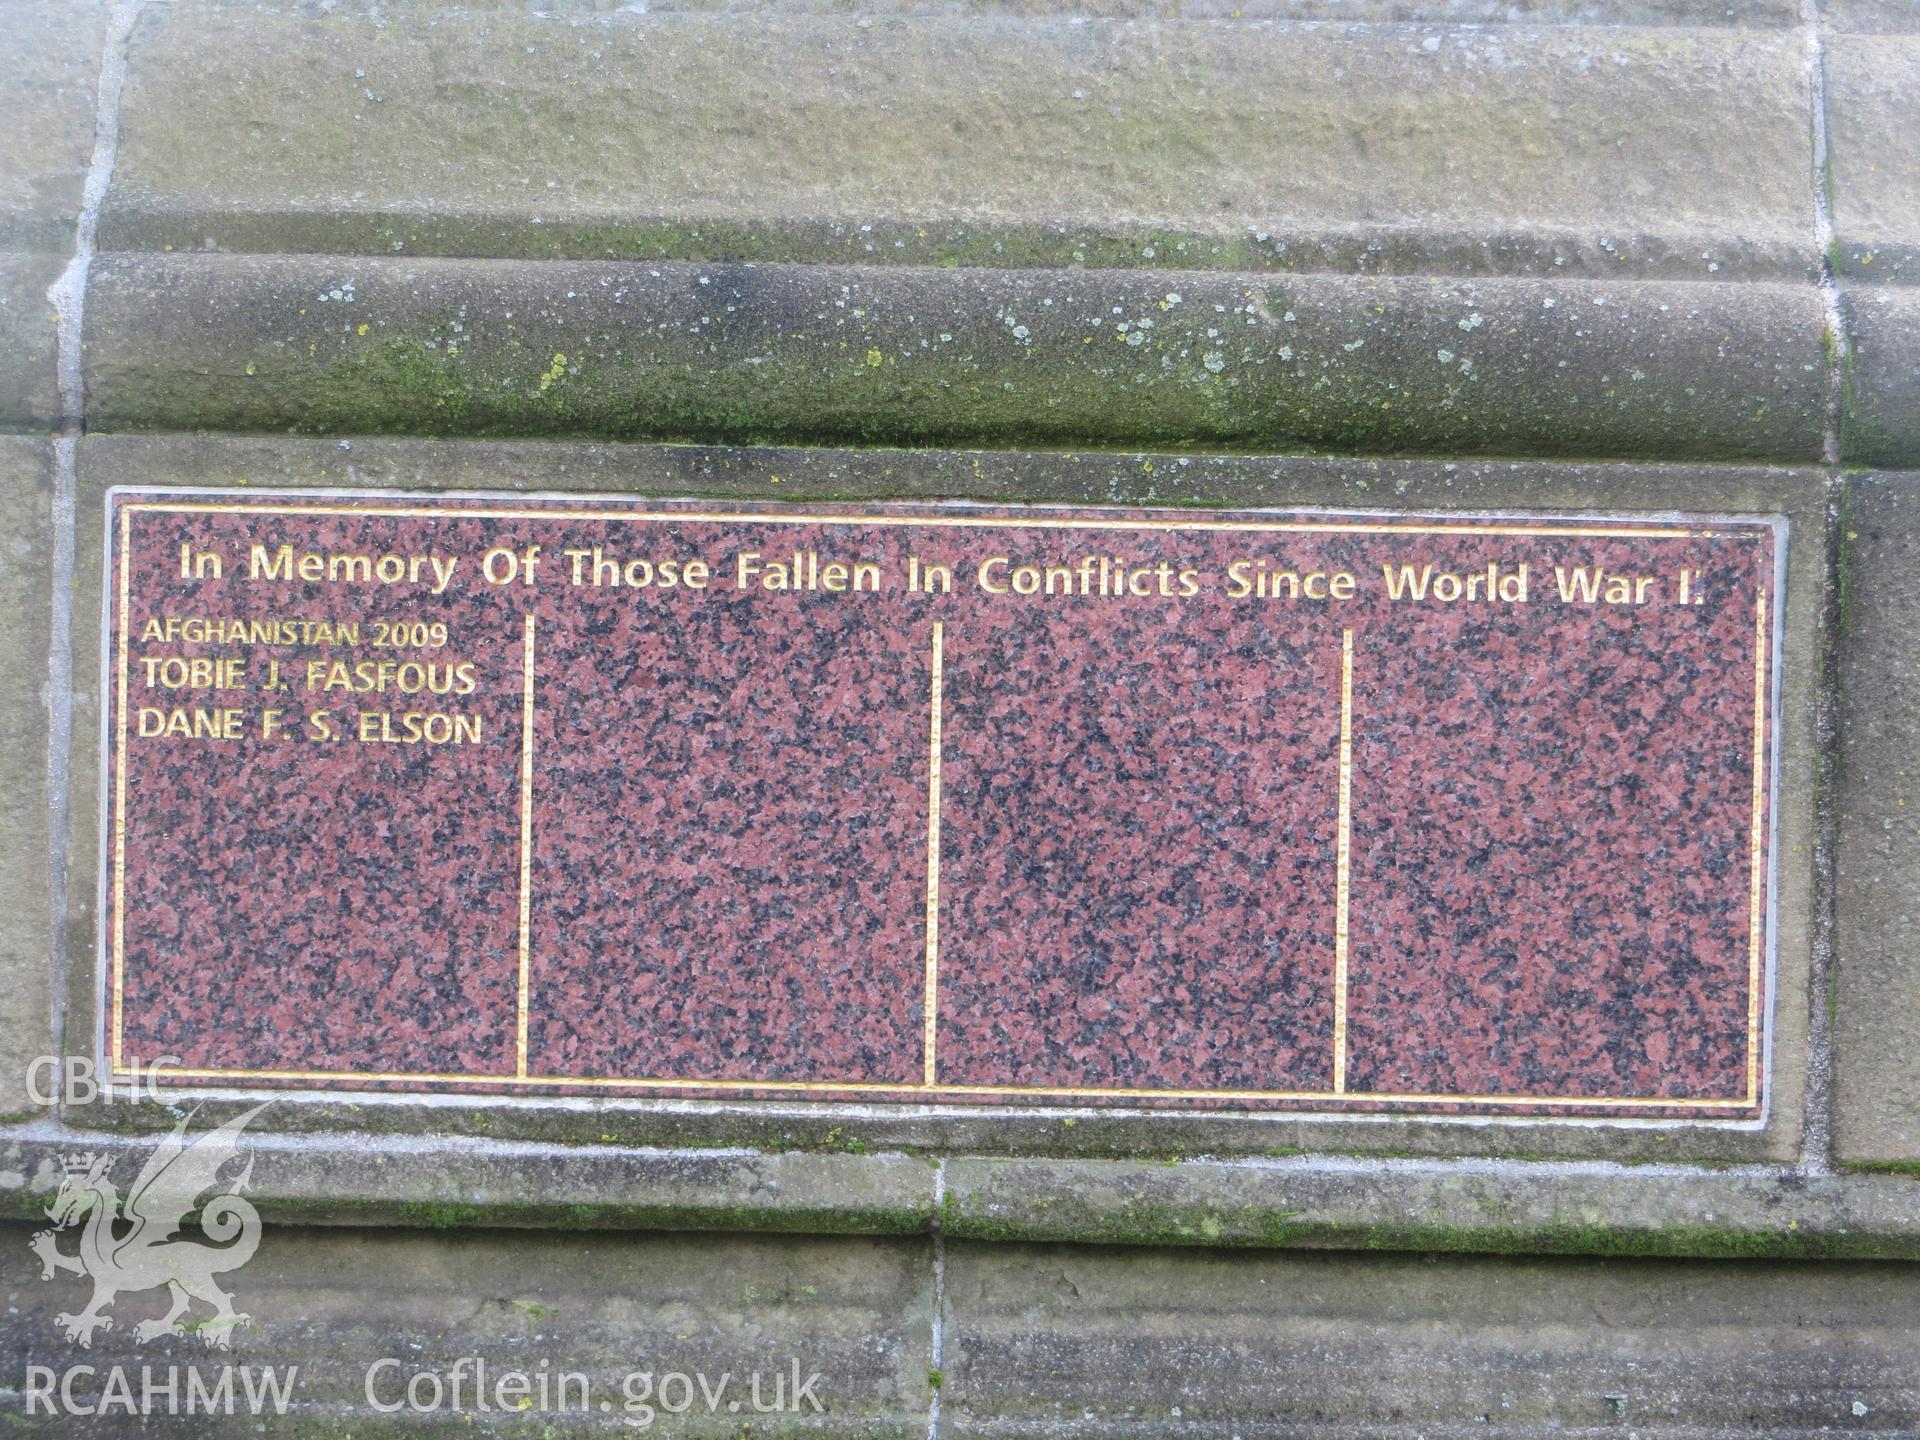 In Memory Of Those Fallen In Conflicts Since World War I.
AFGHANISTAN 2009
TOBIE J. FASFOUS
DANE F. S. ELSON
CBHC
RCAHMW Coflein.gov.uk